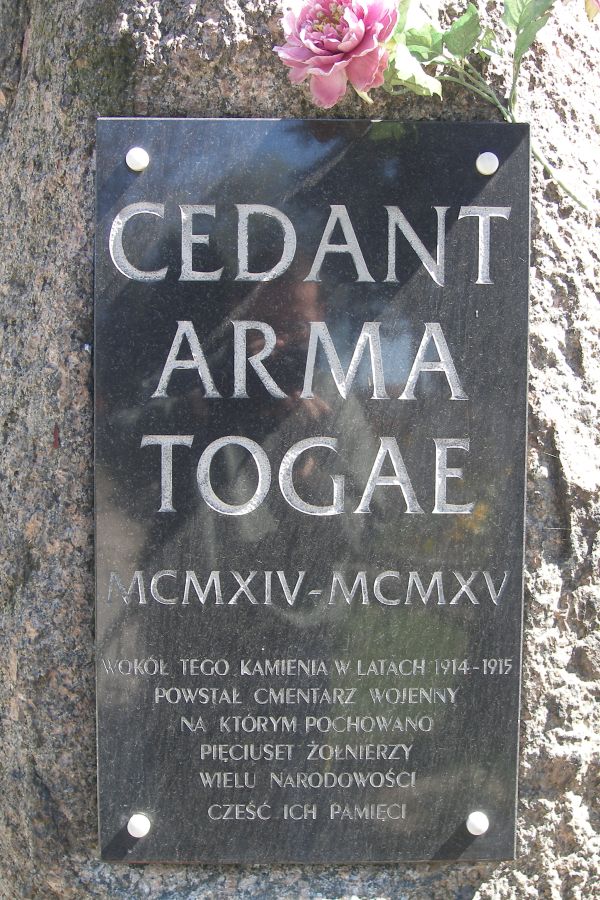 CEDANT
ARMA
TOGAE
MCMXIV-MCMXV
WOKÓŁ TEGO KAMIENIA W LATACH 1914-1915
POWSTAŁ CMENTARZ WOJENNY
NA KTÓRYM POCHOWANO
PIĘCIUSET ŻOŁNIERZY
WIELU NARODOWOŚCI
CZEŚĆ ICH PAMIĘCI